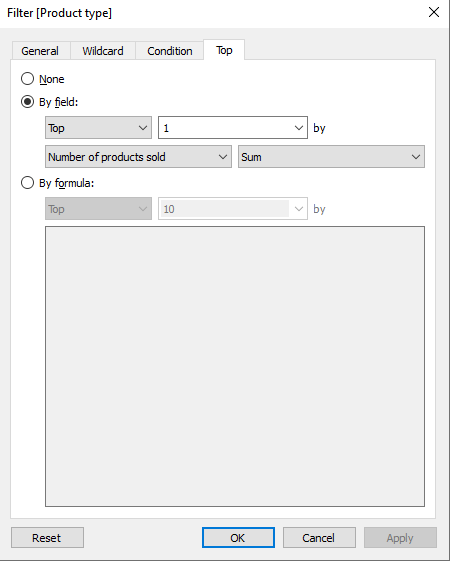 Filter [Product type]
General Wildcard Condition Top
None
By field:
Top 1 by
Number of products sold Sum
By formula:
Top 10 by
Reset OK Cancel Apply